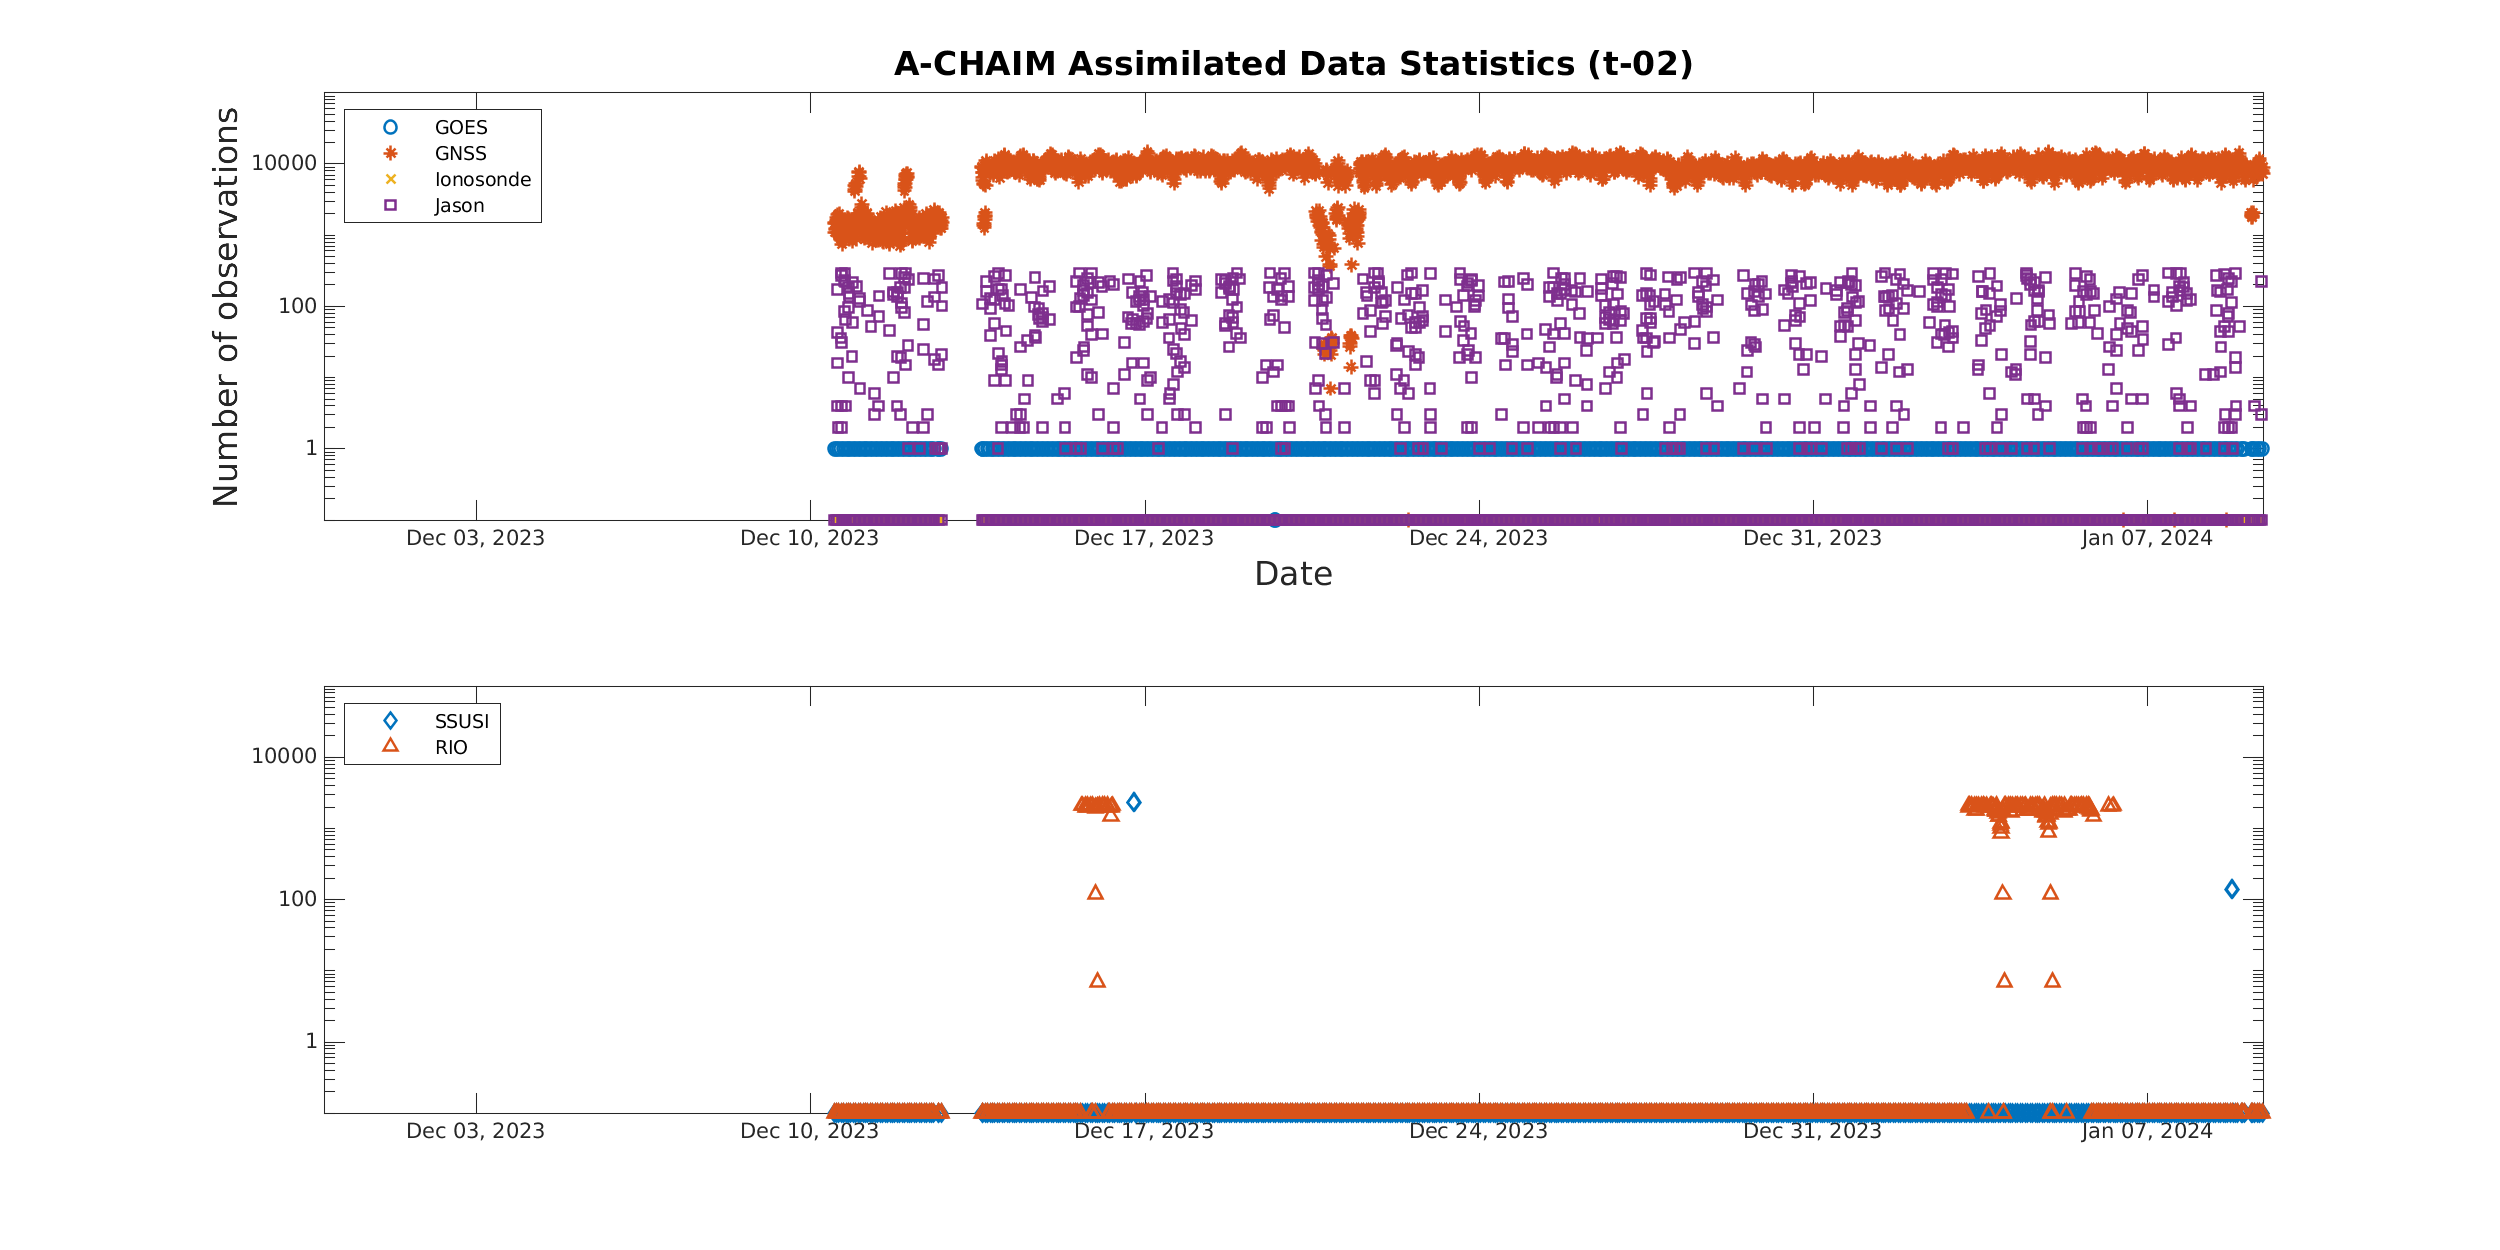 A-CHAIM Assimilated Data Statistics (t-02)
Number of observations
10000
100
1
GOES
GNSS
Ionosonde
Jason
Dec 03, 2023
Dec 10, 2023
Dec 17, 2023
Dec 24, 2023
Dec 31, 2023
Jan 07, 2024
Date
10000
100
1
SSUSI
RIO
Dec 03, 2023
Dec 10, 2023
Dec 17, 2023
Dec 24, 2023
Dec 31, 2023
Jan 07, 2024